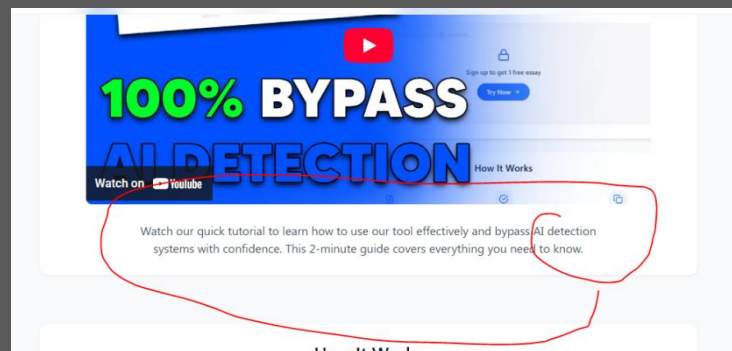 Sign up to get 1 free essay
Try Now →
100% BYPASS
AI DETECTION
How It Works
Watch on YouTube
Watch our quick tutorial to learn how to use our tool effectively and bypass AI detection
systems with confidence. This 2-minute guide covers everything you need to know.